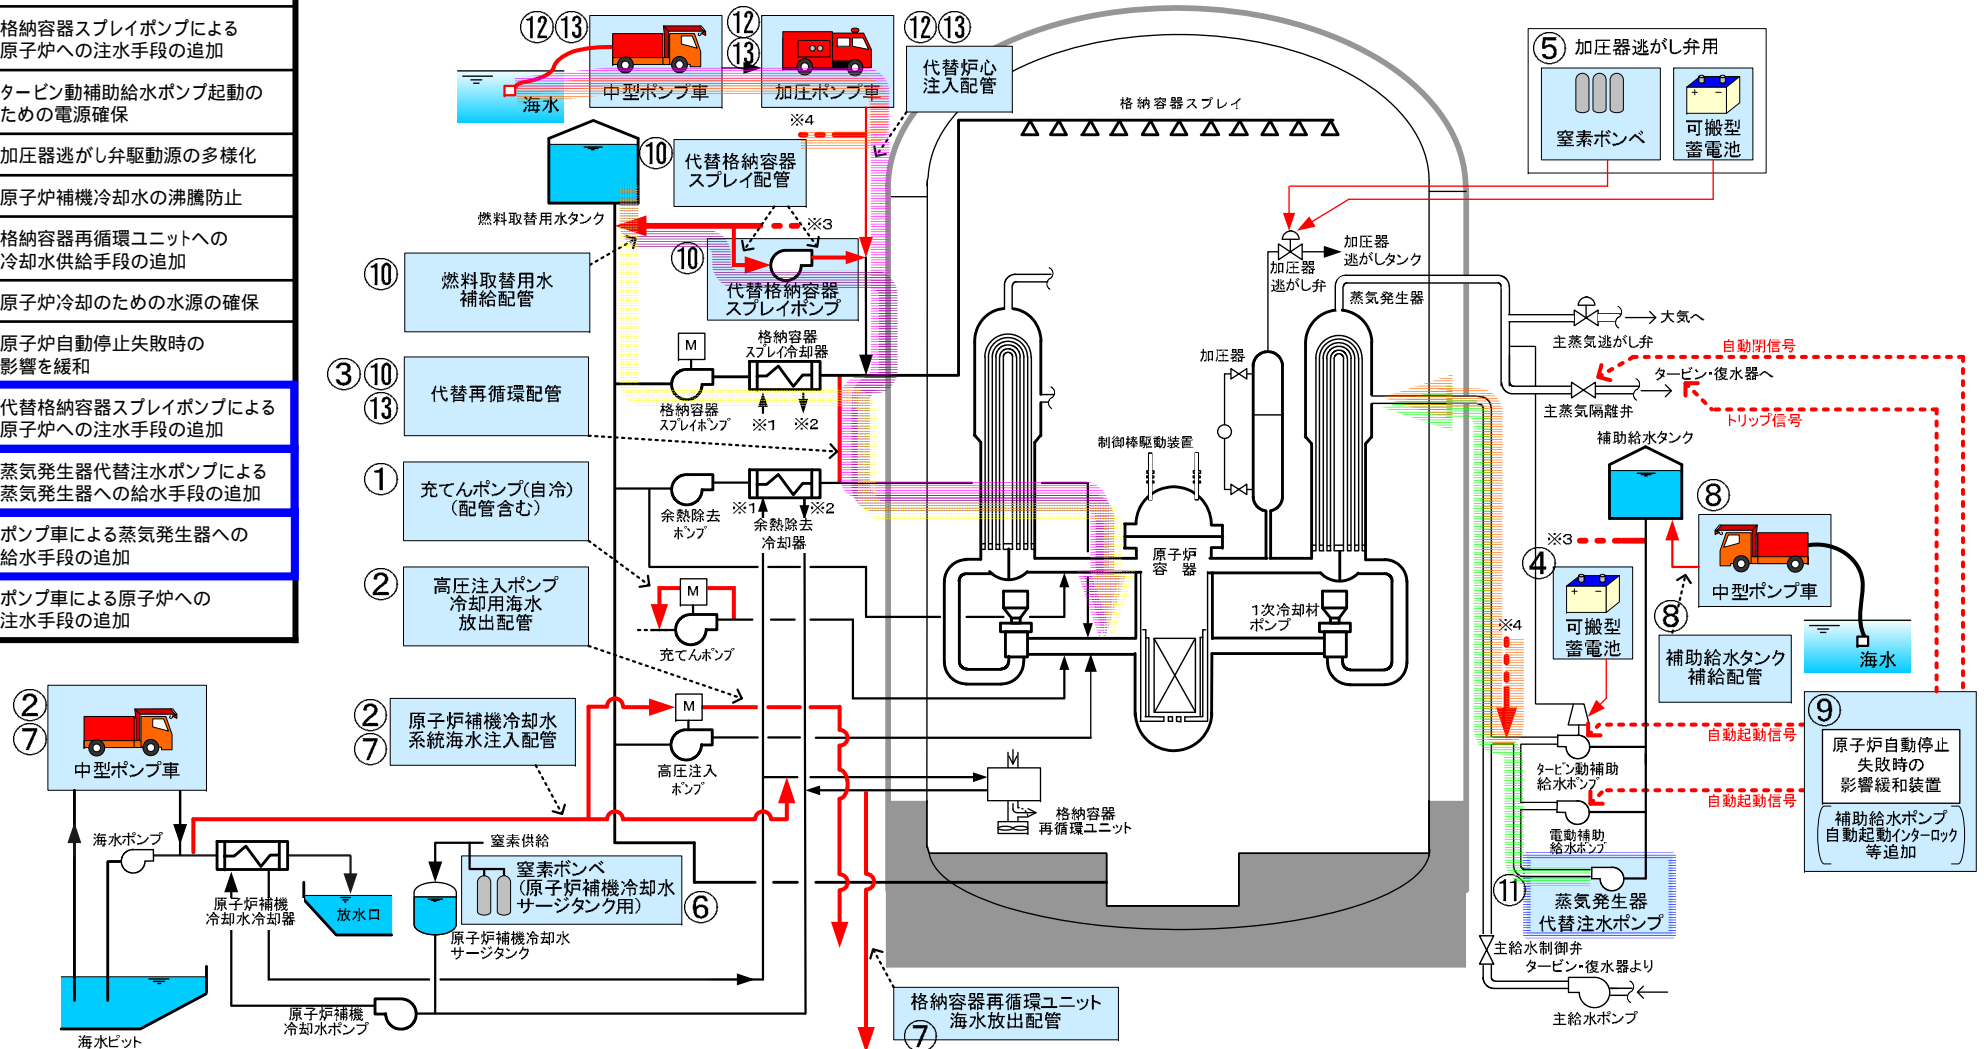 格納容器スプレイポンプによる
原子炉への注水手段の追加
タービン動補助給水ポンプ起動の
ための電源確保
加圧器逃がし弁駆動源の多様化
原子炉補機冷却水の沸騰防止
格納容器再循環ユニットへの
冷却水供給手段の追加
原子炉冷却のための水源の確保
原子炉自動停止失敗時の
影響を緩和
代替格納容器スプレイポンプによる
原子炉への注水手段の追加
蒸気発生器代替注水ポンプによる
蒸気発生器への給水手段の追加
ポンプ車による蒸気発生器への
給水手段の追加
ポンプ車による原子炉への
注水手段の追加
⑫⑬
中型ポンプ車
海水
⑫
⑬
加圧ポンプ車
⑫⑬
代替炉心
注入配管
※4
⑩
代替格納容器
スプレイ配管
燃料取替用水タンク
※3
⑩
代替格納容器
スプレイポンプ
⑩
燃料取替用水
補給配管
③⑩
⑬
代替再循環配管
M
格納容器
スプレイ冷却器
格納容器
スプレイポンプ
※1
※2
①
充てんポンプ(自冷)
(配管含む)
余熱除去
ポンプ
※1
※2
余熱除去
冷却器
②
高圧注入ポンプ
冷却用海水
放出配管
M
充てんポンプ
②
⑦
原子炉補機冷却水
系統海水注入配管
M
高圧注入
ポンプ
②
⑦
中型ポンプ車
海水ポンプ
原子炉補機
冷却水冷却器
放水口
窒素供給
窒素ボンベ
(原子炉補機冷却水
サージタンク用)
⑥
原子炉補機冷却水
サージタンク
原子炉補機
冷却水ポンプ
海水ピット
格納容器再循環ユニット
海水放出配管
⑦
格納容器スプレイ
⑤
加圧器逃がし弁用
窒素ボンベ
可搬型
蓄電池
加圧器
逃がしタンク
加圧器
逃がし弁
蒸気発生器
加圧器
制御棒駆動装置
原子炉
容器
1次冷却材
ポンプ
格納容器
再循環ユニット
大気へ
主蒸気逃がし弁
自動閉信号
タービン・復水器へ
主蒸気隔離弁
トリップ信号
補助給水タンク
⑧
中型ポンプ車
※3
④
可搬型
蓄電池
⑧
補助給水タンク
補給配管
海水
※4
自動起動信号
タービン動補助
給水ポンプ
自動起動信号
電動補助
給水ポンプ
⑨
原子炉自動停止
失敗時の
影響緩和装置
補助給水ポンプ
自動起動インターロック
等追加
⑪
蒸気発生器
代替注水ポンプ
主給水制御弁
タービン・復水器より
主給水ポンプ